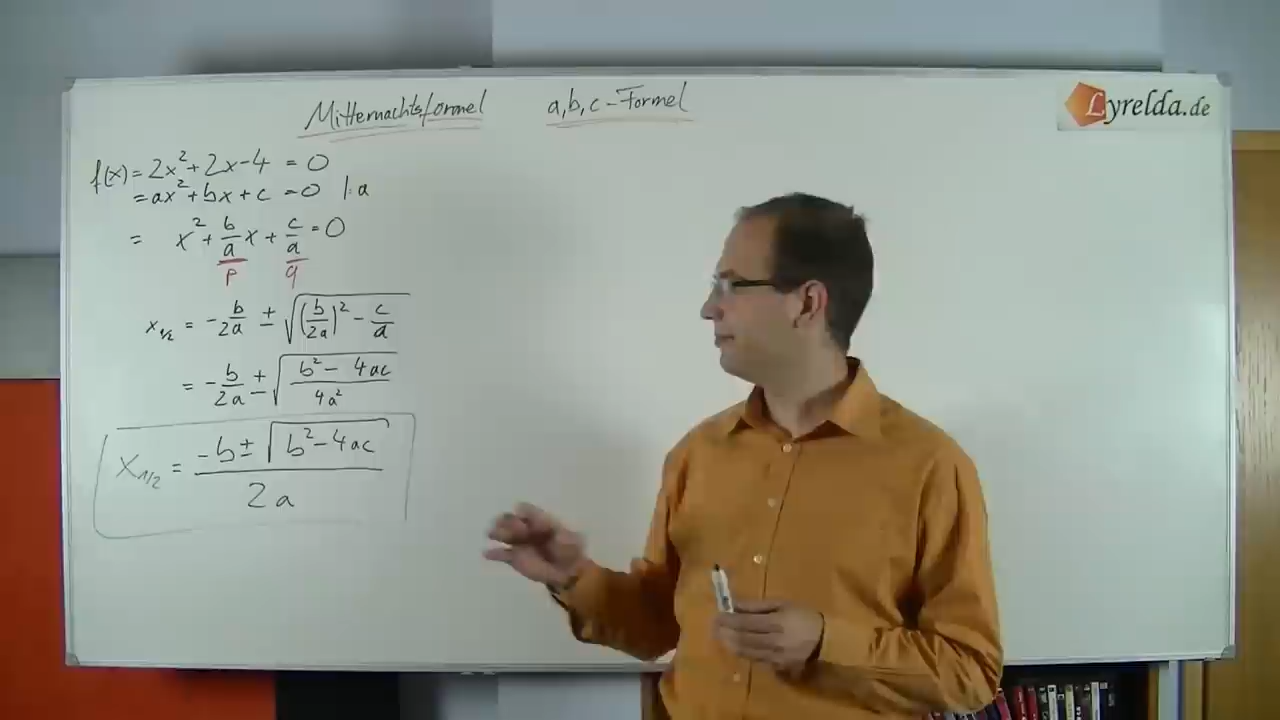 Mitternachtsformel a,b,c-Formel
Lyrelda.de
f(x) = 2x² + 2x - 4 = 0
= ax² + bx + c = 0 |:a
= x² + b/a x + c/a = 0
p q
x₁/₂ = - b/2a ± √((b/2a)² - c/a)
= - b/2a ± √((b² - 4ac)/4a²)
x₁/₂ = (-b ± √(b² - 4ac))/2a